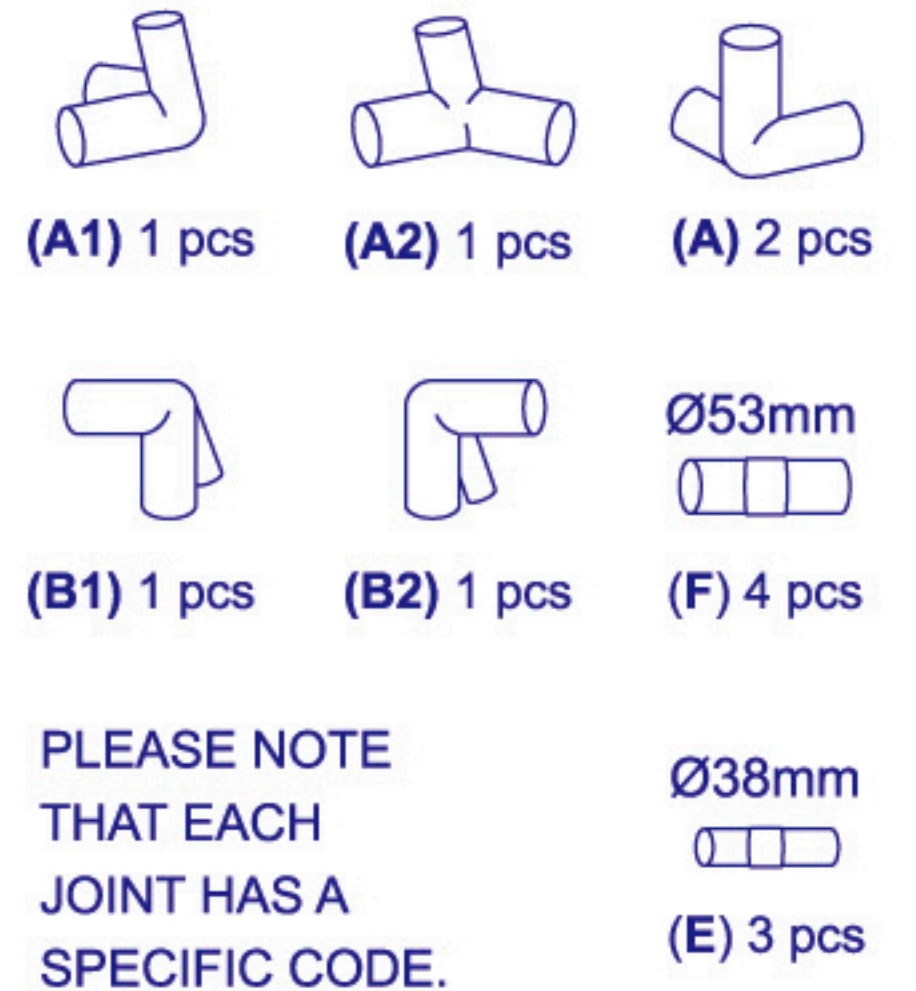 (A1) 1 pcs
(A2) 1 pcs
(A) 2 pcs
Ø53mm
(B1) 1 pcs
(B2) 1 pcs
(F) 4 pcs
PLEASE NOTE
THAT EACH
JOINT HAS A
SPECIFIC CODE.
Ø38mm
(E) 3 pcs